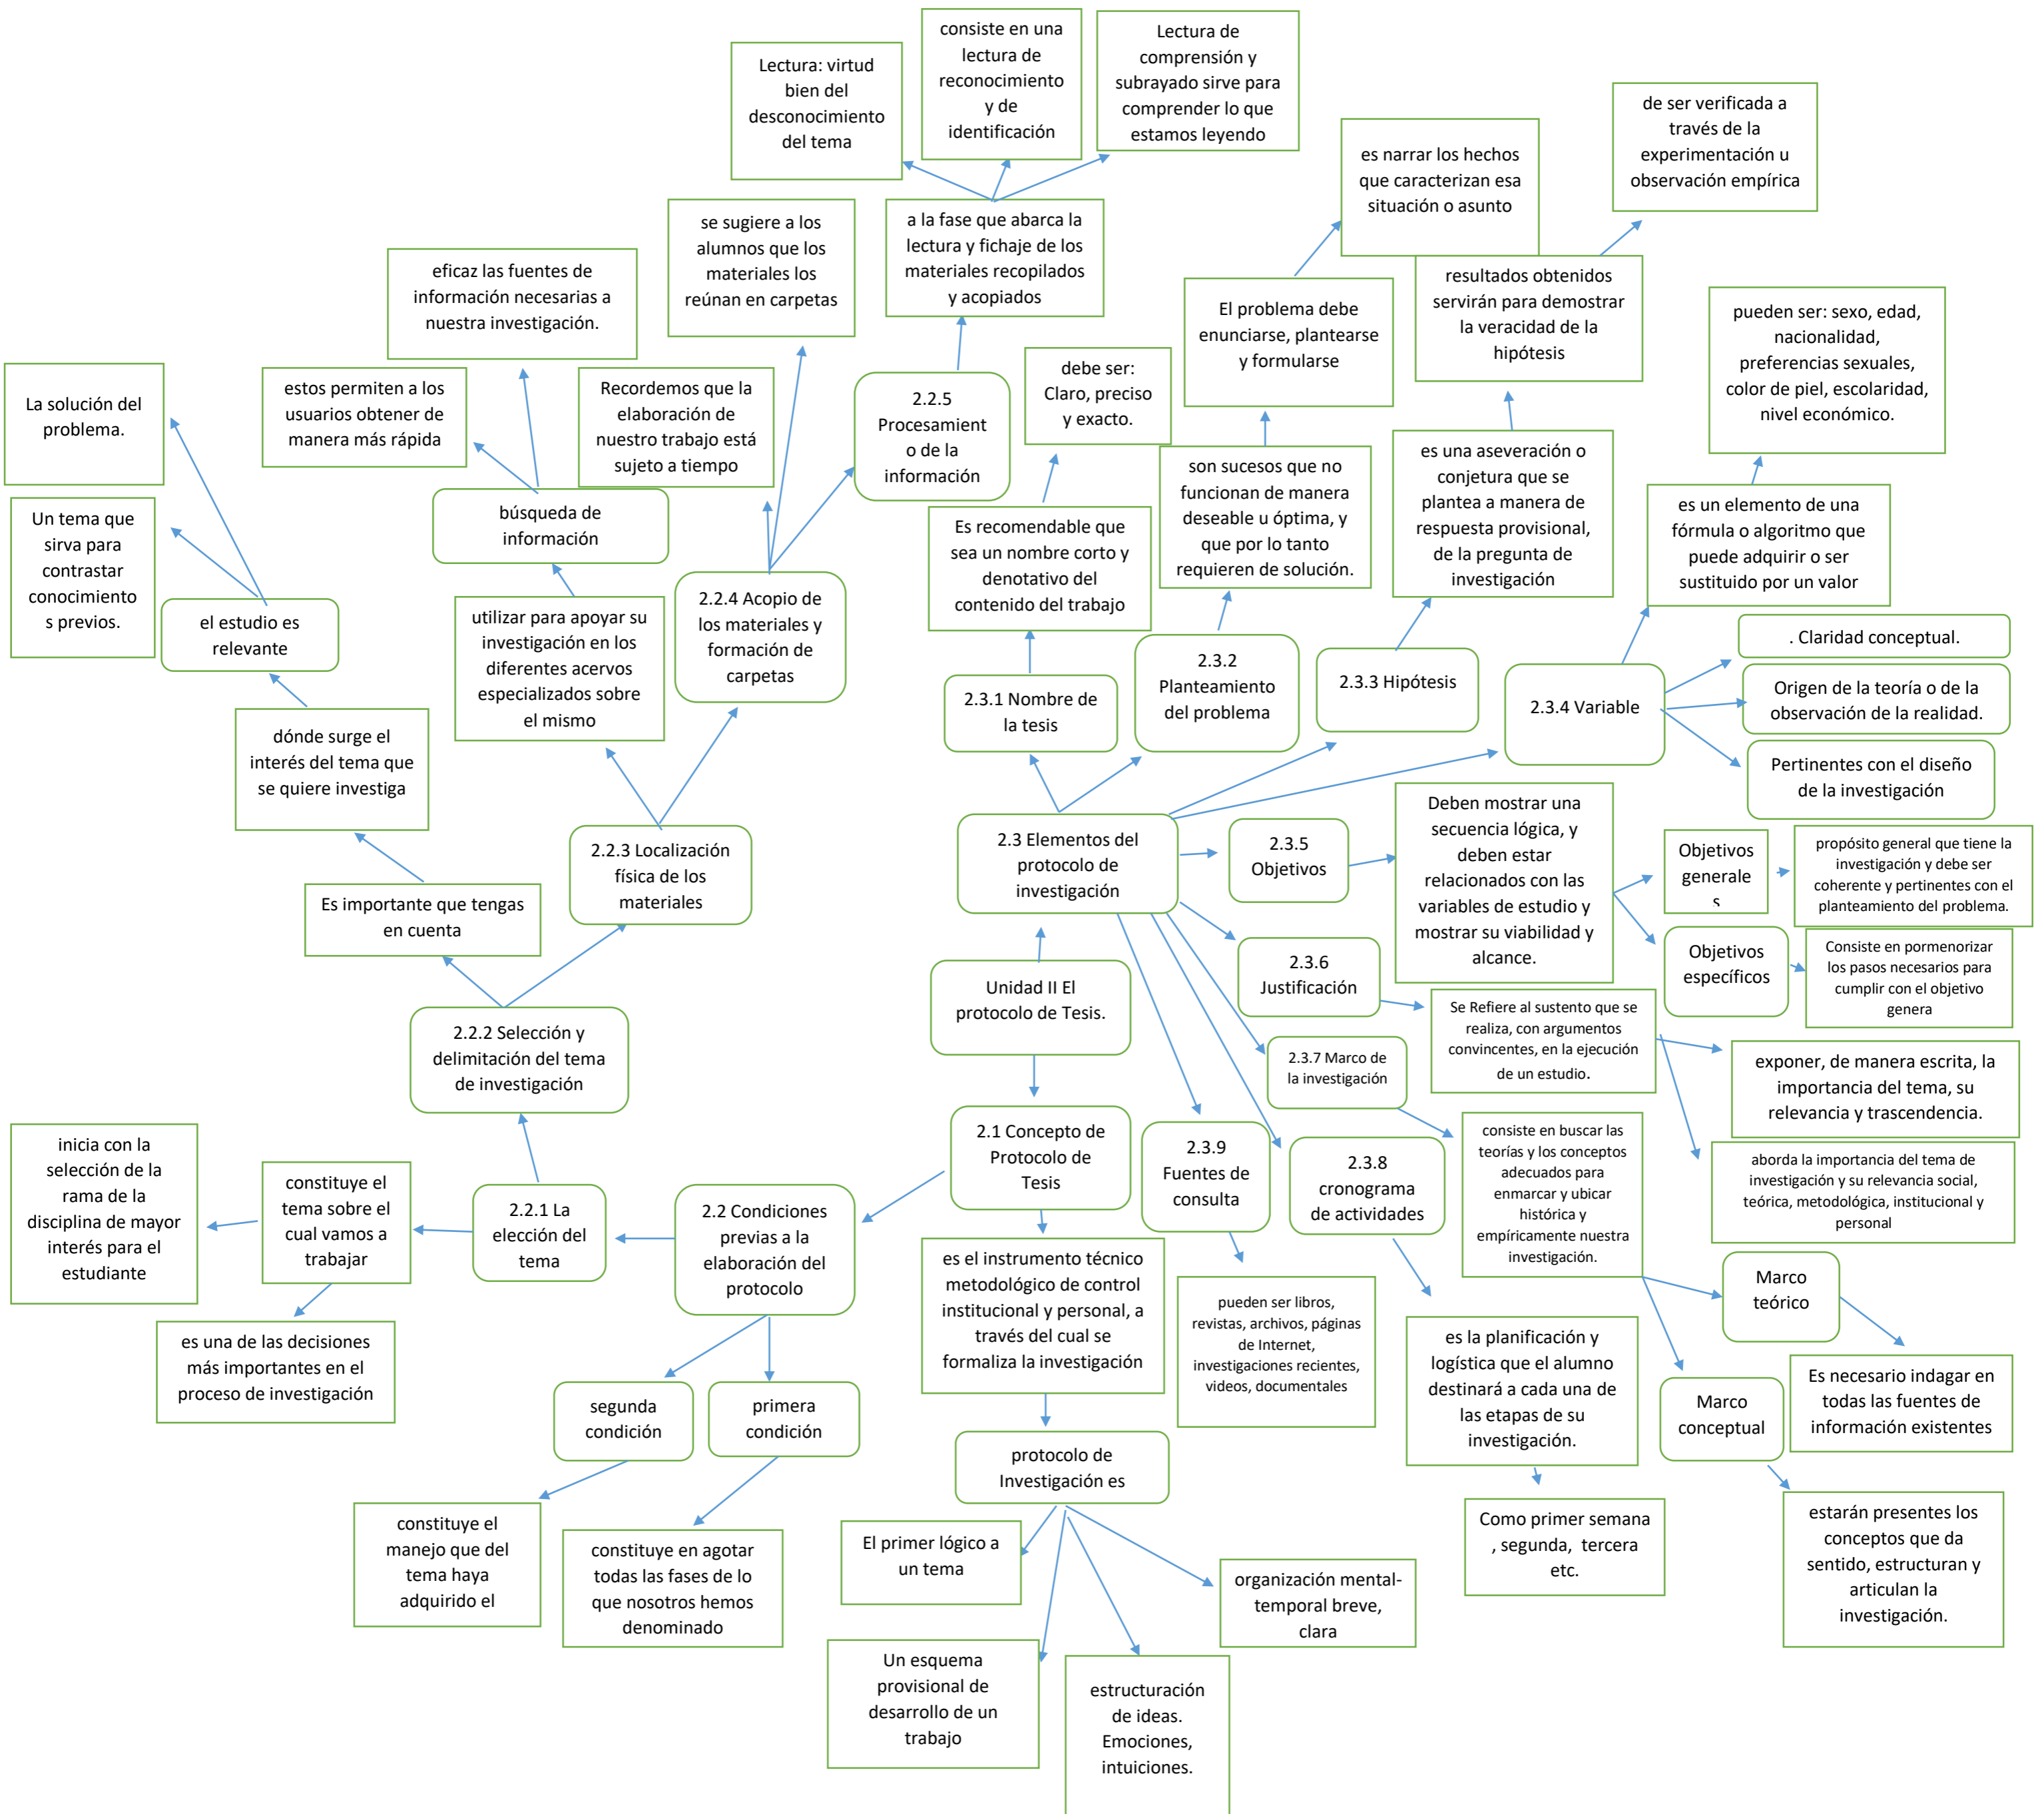 consiste en una
lectura de
reconocimiento
y de
identificación
Lectura de
comprensión y
subrayado sirve para
comprender lo que
estamos leyendo
Lectura: virtud
bien del
desconocimiento
del tema
de ser verificada a
través de la
experimentación u
observación empírica
es narrar los hechos
que caracterizan esa
situación o asunto
se sugiere a los
alumnos que los
materiales los
reúnan en carpetas
a la fase que abarca la
lectura y fichaje de los
materiales recopilados
y acopiados
eficaz las fuentes de
información necesarias a
nuestra investigación.
resultados obtenidos
servirán para demostrar
la veracidad de la
hipótesis
El problema debe
enunciarse, plantearse
y formularse
pueden ser: sexo, edad,
nacionalidad,
preferencias sexuales,
color de piel, escolaridad,
nivel económico.
La solución del
problema.
estos permiten a los
usuarios obtener de
manera más rápida
Recordemos que la
elaboración de
nuestro trabajo está
sujeto a tiempo
2.2.5
Procesamient
o de la
información
debe ser:
Claro, preciso
y exacto.
son sucesos que no
funcionan de manera
deseable u óptima, y
que por lo tanto
requieren de solución.
es una aseveración o
conjetura que se
plantea a manera de
respuesta provisional,
de la pregunta de
investigación
es un elemento de una
fórmula o algoritmo que
puede adquirir o ser
sustituido por un valor
Un tema que
sirva para
contrastar
conocimiento
s previos.
búsqueda de
información
Es recomendable que
sea un nombre corto y
denotativo del
contenido del trabajo
el estudio es
relevante
utilizar para apoyar su
investigación en los
diferentes acervos
especializados sobre
el mismo
2.2.4 Acopio de
los materiales y
formación de
carpetas
2.3.1 Nombre de
la tesis
2.3.2
Planteamiento
del problema
2.3.3 Hipótesis
2.3.4 Variable
. Claridad conceptual.
Origen de la teoría o de la
observación de la realidad.
Pertinentes con el diseño
de la investigación
dónde surge el
interés del tema que
se quiere investiga
2.2.3 Localización
física de los
materiales
2.3 Elementos del
protocolo de
investigación
2.3.5
Objetivos
Deben mostrar una
secuencia lógica, y
deben estar
relacionados con las
variables de estudio y
mostrar su viabilidad y
alcance.
Objetivos
generale
s
propósito general que tiene la
investigación y debe ser
coherente y pertinentes con el
planteamiento del problema.
Es importante que tengas
en cuenta
Objetivos
específicos
Consiste en pormenorizar
los pasos necesarios para
cumplir con el objetivo
genera
2.3.6
Justificación
Unidad II El
protocolo de Tesis.
Se Refiere al sustento que se
realiza, con argumentos
convincentes, en la ejecución
de un estudio.
2.2.2 Selección y
delimitación del tema
de investigación
2.3.7 Marco de
la investigación
exponer, de manera escrita, la
importancia del tema, su
relevancia y trascendencia.
inicia con la
selección de la
rama de la
disciplina de mayor
interés para el
estudiante
constituye el
tema sobre el
cual vamos a
trabajar
2.2.1 La
elección del
tema
2.2 Condiciones
previas a la
elaboración del
protocolo
2.1 Concepto de
Protocolo de
Tesis
2.3.9
Fuentes de
consulta
2.3.8
cronograma
de actividades
consiste en buscar las
teorías y los conceptos
adecuados para
enmarcar y ubicar
histórica y
empíricamente nuestra
investigación.
aborda la importancia del tema de
investigación y su relevancia social,
teórica, metodológica, institucional y
personal
es el instrumento técnico
metodológico de control
institucional y personal, a
través del cual se
formaliza la investigación
Marco
teórico
es una de las decisiones
más importantes en el
proceso de investigación
pueden ser libros,
revistas, archivos, páginas
de Internet,
investigaciones recientes,
videos, documentales
es la planificación y
logística que el alumno
destinará a cada una de
las etapas de su
investigación.
Es necesario indagar en
todas las fuentes de
información existentes
segunda
condición
primera
condición
Marco
conceptual
protocolo de
Investigación es
constituye el
manejo que del
tema haya
adquirido el
constituye en agotar
todas las fases de lo
que nosotros hemos
denominado
El primer lógico a
un tema
organización mental-
temporal breve,
clara
Como primer semana
, segunda, tercera
etc.
estarán presentes los
conceptos que da
sentido, estructuran y
articulan la
investigación.
Un esquema
provisional de
desarrollo de un
trabajo
estructuración
de ideas.
Emociones,
intuiciones.